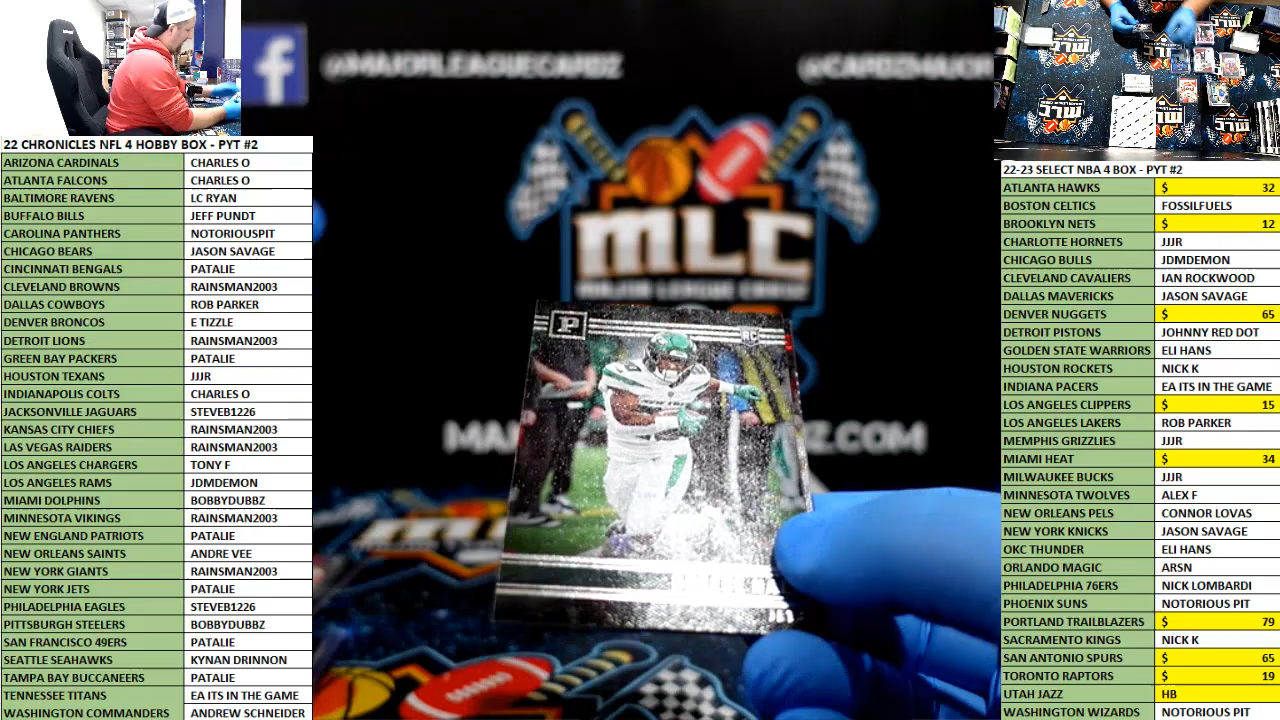 @MAJORLEAGUECARDZ
@CARDZMAJOR
MLC
22 CHRONICLES NFL 4 HOBBY BOX - PYT #2
ARIZONA CARDINALS CHARLES O
ATLANTA FALCONS CHARLES O
BALTIMORE RAVENS LC RYAN
BUFFALO BILLS JEFF PUNDT
CAROLINA PANTHERS NOTORIOUSPIT
CHICAGO BEARS JASON SAVAGE
CINCINNATI BENGALS PATALIE
CLEVELAND BROWNS RAINSMAN2003
DALLAS COWBOYS ROB PARKER
DENVER BRONCOS E TIZZLE
DETROIT LIONS RAINSMAN2003
GREEN BAY PACKERS PATALIE
HOUSTON TEXANS JJJR
INDIANAPOLIS COLTS CHARLES O
JACKSONVILLE JAGUARS STEVEB1226
KANSAS CITY CHIEFS RAINSMAN2003
LAS VEGAS RAIDERS RAINSMAN2003
LOS ANGELES CHARGERS TONY F
LOS ANGELES RAMS JDMDEMON
MIAMI DOLPHINS BOBBYDUBBZ
MINNESOTA VIKINGS RAINSMAN2003
NEW ENGLAND PATRIOTS PATALIE
NEW ORLEANS SAINTS ANDRE VEE
NEW YORK GIANTS RAINSMAN2003
NEW YORK JETS PATALIE
PHILADELPHIA EAGLES STEVEB1226
PITTSBURGH STEELERS BOBBYDUBBZ
SAN FRANCISCO 49ERS PATALIE
SEATTLE SEAHAWKS KYNAN DRINNON
TAMPA BAY BUCCANEERS PATALIE
TENNESSEE TITANS EA ITS IN THE GAME
WASHINGTON COMMANDERS ANDREW SCHNEIDER
P
RC
22-23 SELECT NBA 4 BOX - PYT #2
ATLANTA HAWKS $ 32
BOSTON CELTICS FOSSILFUELS
BROOKLYN NETS $ 12
CHARLOTTE HORNETS JJJR
CHICAGO BULLS JDMDEMON
CLEVELAND CAVALIERS IAN ROCKWOOD
DALLAS MAVERICKS JASON SAVAGE
DENVER NUGGETS $ 65
DETROIT PISTONS JOHNNY RED DOT
GOLDEN STATE WARRIORS ELI HANS
HOUSTON ROCKETS NICK K
INDIANA PACERS EA ITS IN THE GAME
LOS ANGELES CLIPPERS $ 15
LOS ANGELES LAKERS ROB PARKER
MEMPHIS GRIZZLIES JJJR
MIAMI HEAT $ 34
MILWAUKEE BUCKS JJJR
MINNESOTA TWOLVES ALEX F
NEW ORLEANS PELS CONNOR LOVAS
NEW YORK KNICKS JASON SAVAGE
OKC THUNDER ELI HANS
ORLANDO MAGIC ARSN
PHILADELPHIA 76ERS NICK LOMBARDI
PHOENIX SUNS NOTORIOUS PIT
PORTLAND TRAILBLAZERS $ 79
SACRAMENTO KINGS NICK K
SAN ANTONIO SPURS $ 65
TORONTO RAPTORS $ 19
UTAH JAZZ HB
WASHINGTON WIZARDS NOTORIOUS PIT